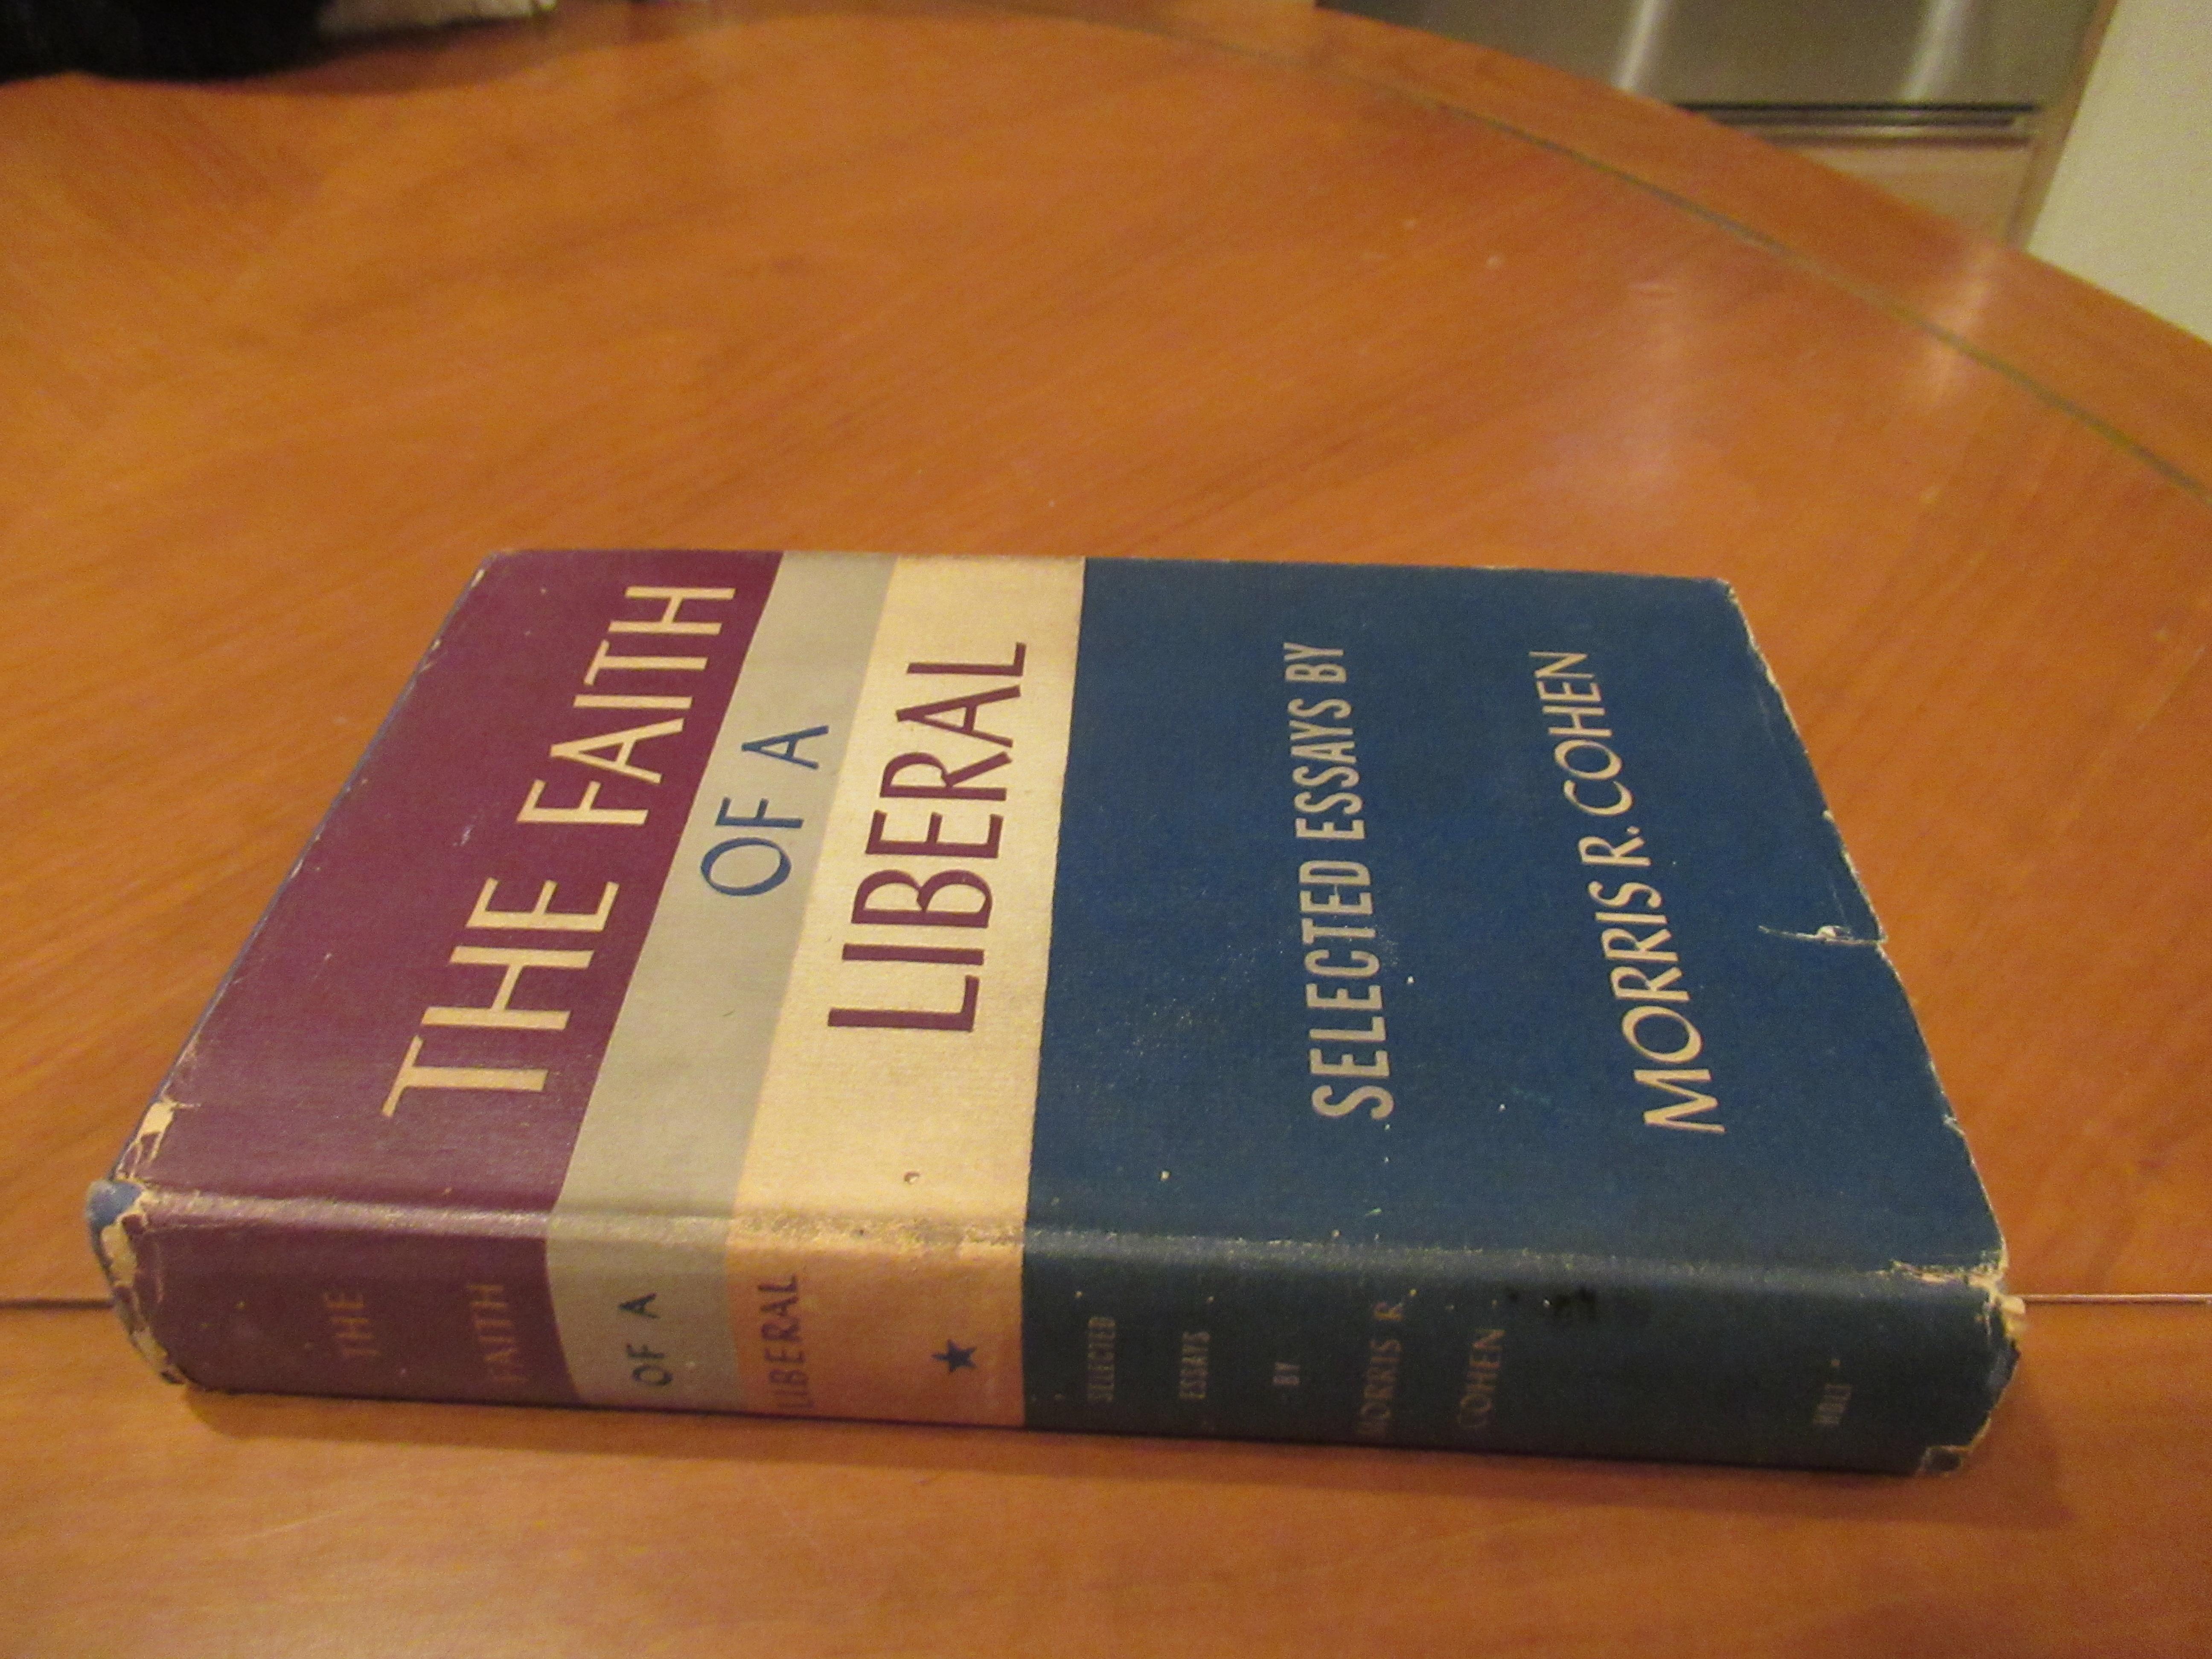 THE FAITH
OF A
LIBERAL
SELECTED ESSAYS BY
MORRIS R. COHEN
THE
FAITH
OF A
LIBERAL
SELECTED
ESSAYS
BY
MORRIS R.
COHEN
HOLT